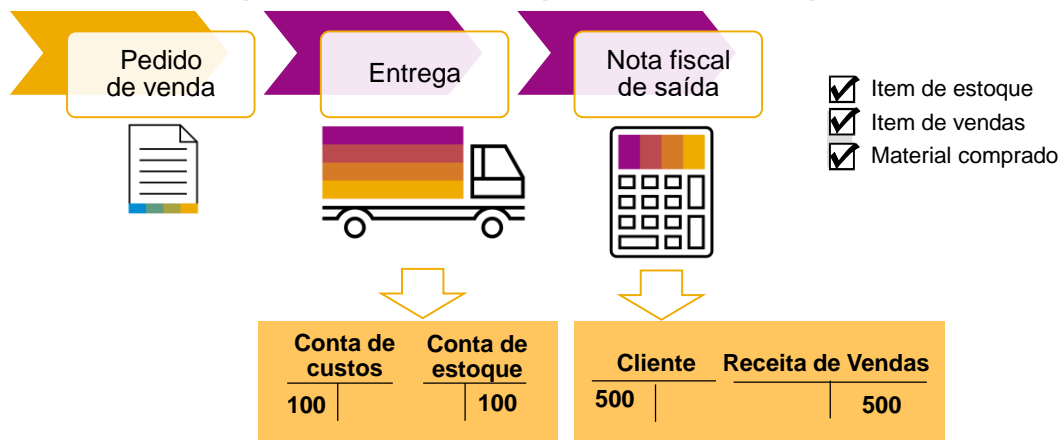 Pedido
de venda
Entrega
Nota fiscal
de saída
Item de estoque
Item de vendas
Material comprado
Conta de
custos
100
Conta de
estoque
100
Cliente
500
Receita de Vendas
500